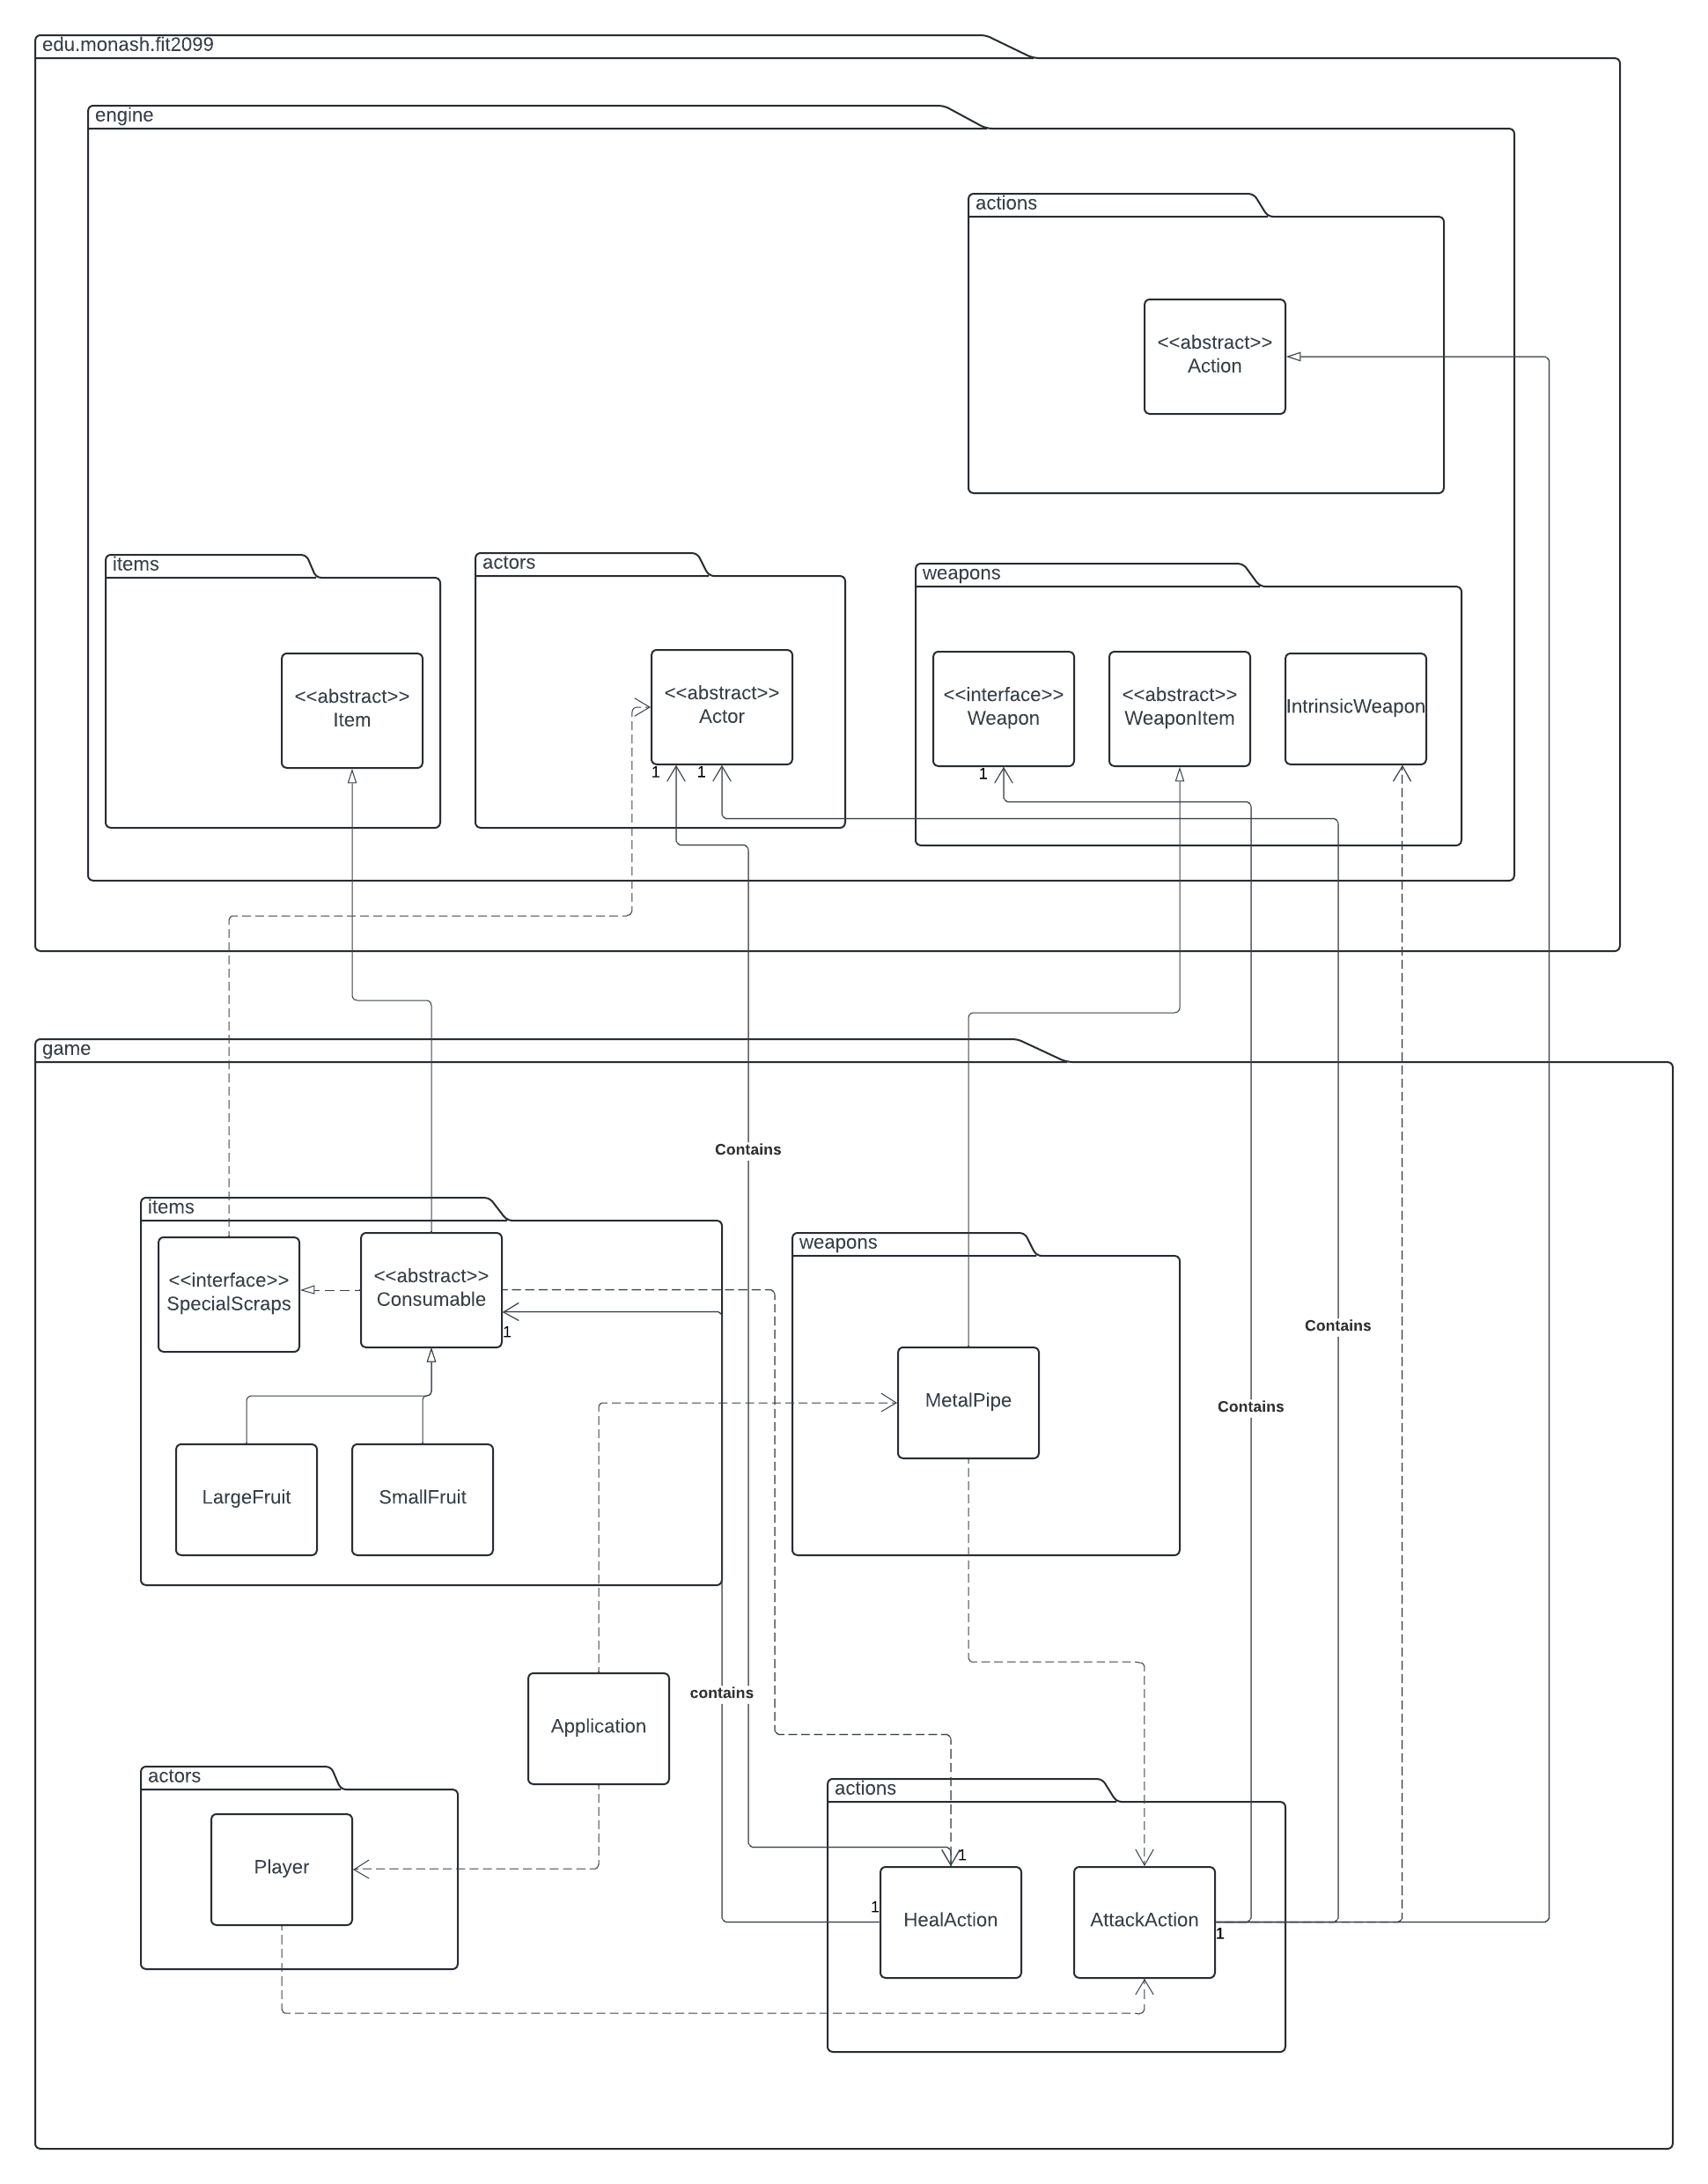 edu.monash.fit2099
engine
actions
<<abstract>>
Action
items
actors
weapons
<<abstract>>
Item
<<abstract>>
Actor
<<interface>>
Weapon
<<abstract>>
WeaponItem
IntrinsicWeapon
1
1
1
game
Contains
items
weapons
<<interface>>
SpecialScraps
<<abstract>>
Consumable
1
Contains
MetalPipe
Contains
LargeFruit
SmallFruit
contains
Application
actors
actions
Player
1
1
HealAction
AttackAction
1